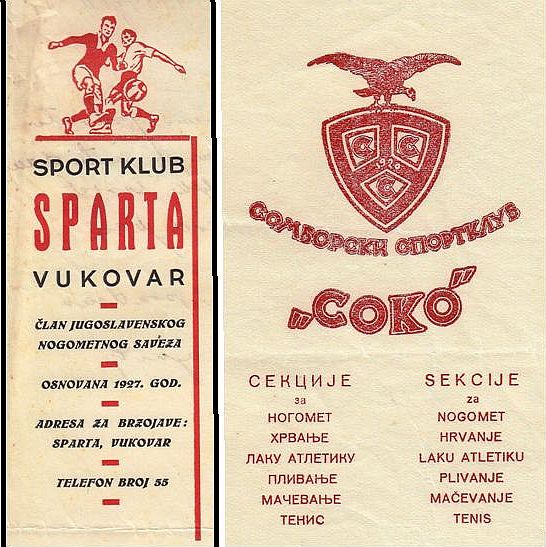 SPORT KLUB
SPARTA
VUKOVAR
ČLAN JUGOSLAVENSKOG
NOGOMETNOG SAVEZA
OSNOVANA 1927. GOD.
ADRESA ZA BRZOJAVE:
SPARTA, VUKOVAR
TELEFON BROJ 55
С С
1920
С
СОМБОРСКИ СПОРТКЛУБ
„СОКО”
СЕКЦИЈЕ
за
НОГОМЕТ
ХРВАЊЕ
ЛАКУ АТЛЕТИКУ
ПЛИВАЊЕ
МАЧЕВАЊЕ
ТЕНИС
SEKSIJE
za
NOGOMET
HRVANJE
LAKU ATLETIKU
PLIVANJE
MAČEVANJE
TENIS